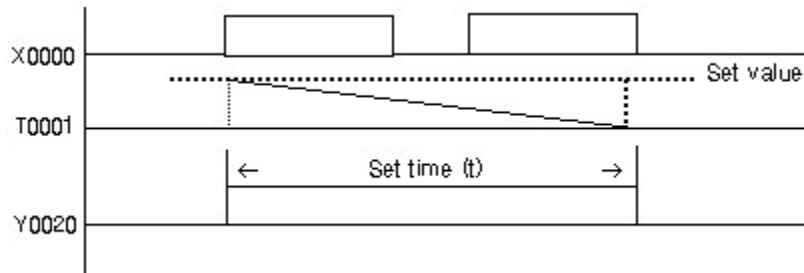 X0000
Set value
T0001
← Set time (t) →
Y0020